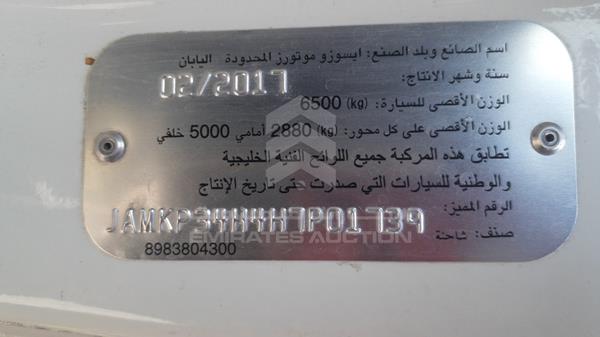 اسم الصانع وبلد الصنع: ايسوزو موتورز المحدودة اليابان
سنة وشهر الانتاج: 02/2017
الوزن الأقصى للسيارة: (kg) 6500
الوزن الأقصى على كل محور: (kg) 2880 أمامي 5000 خلفي
تطابق هذه المركبة جميع اللوائح الفنية الخليجية
والوطنية للسيارات التي صدرت حتى تاريخ الإنتاج
الرقم المميز: JAMKP34H4H7P01739
EMIRATES AUCTION
صنف: شاحنة
8983804300